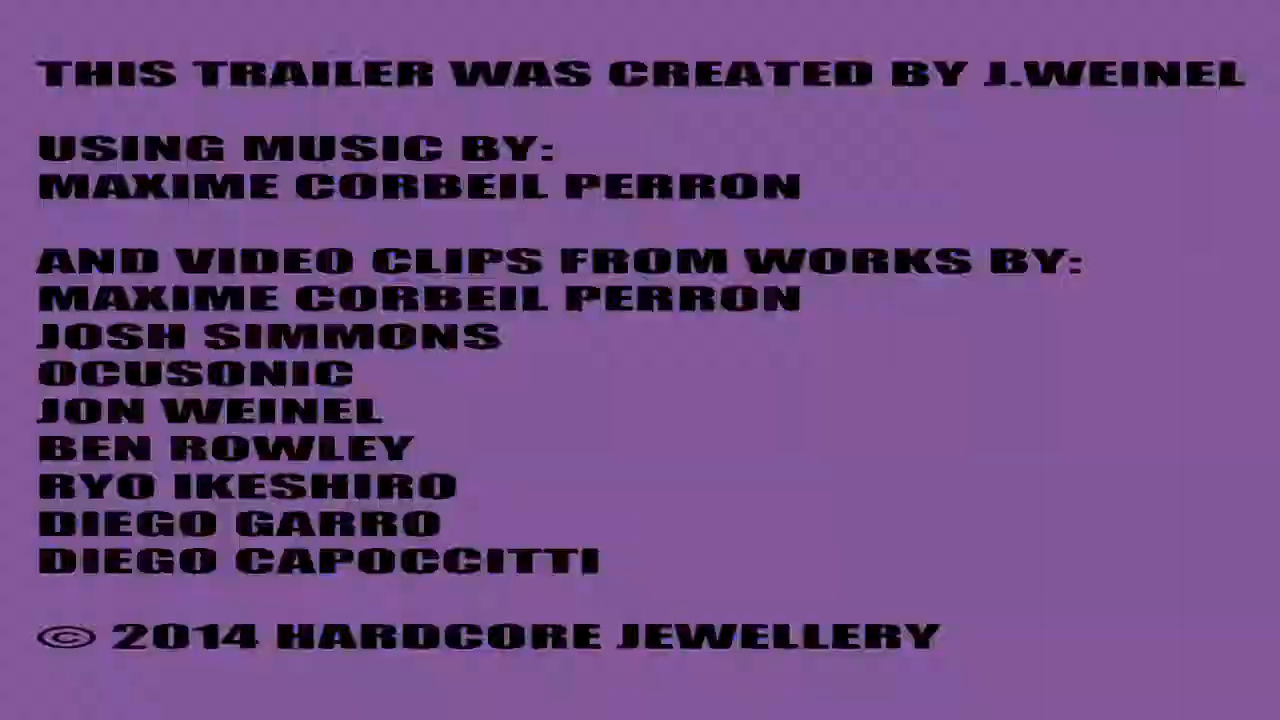 THIS TRAILER WAS CREATED BY J.WEINEL
USING MUSIC BY:
MAXIME CORBEIL PERRON
AND VIDEO CLIPS FROM WORKS BY:
MAXIME CORBEIL PERRON
JOSH SIMMONS
OCUSONIC
JON WEINEL
BEN ROWLEY
RYO IKESHIRO
DIEGO GARRO
DIEGO CAPOCCITTI
© 2014 HARDCORE JEWELLERY